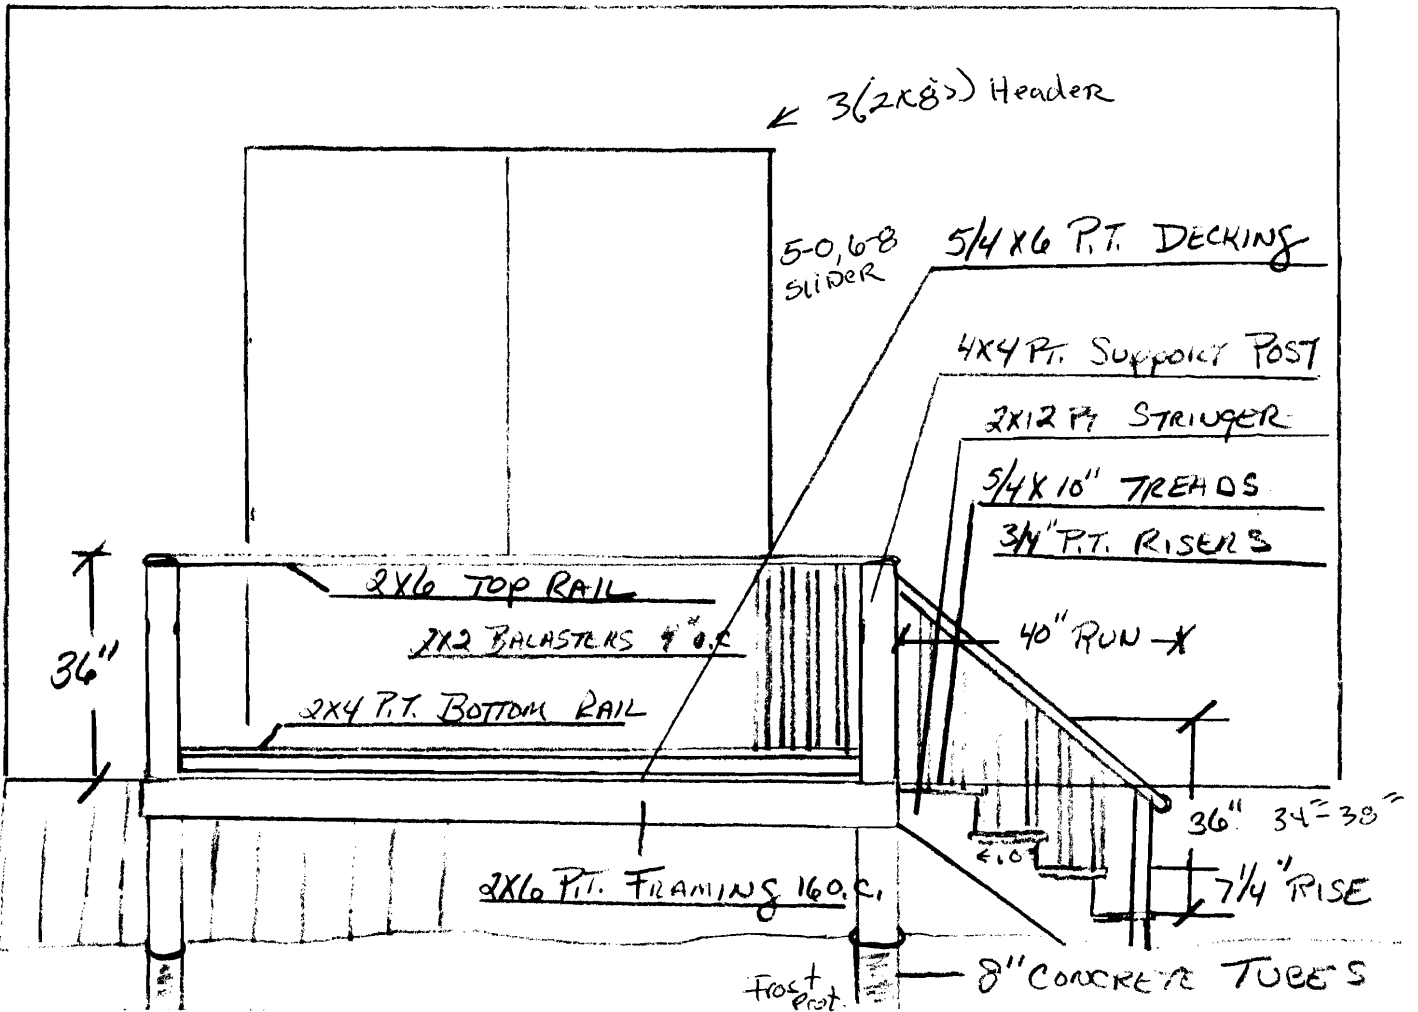 3(2x8's) Header
5-0, 6-8
SLIDER
5/4 X 6 P.T. DECKING
4X4 P.T. SUPPORT POST
2X12 PT STRINGER
5/4 X 10" TREADS
3/4" P.T. RISERS
2X6 TOP RAIL
2X2 BALASTERS 4" O.C
40" RUN
36"
2X4 P.T. BOTTOM RAIL
36" 34"-38"
7 1/4" RISE
2X6 P.T. FRAMING 16 O.C.
8" CONCRETE TUBES
Frost
Prot.